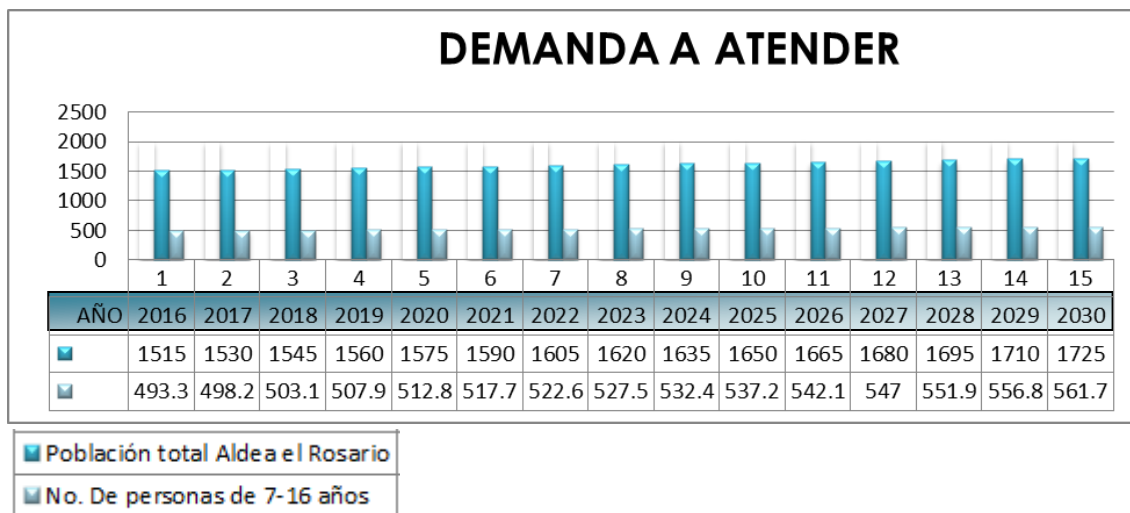 DEMANDA A ATENDER
2500
2000
1500
1000
500
0
1 2 3 4 5 6 7 8 9 10 11 12 13 14 15
AÑO 2016 2017 2018 2019 2020 2021 2022 2023 2024 2025 2026 2027 2028 2029 2030
1515 1530 1545 1560 1575 1590 1605 1620 1635 1650 1665 1680 1695 1710 1725
493.3 498.2 503.1 507.9 512.8 517.7 522.6 527.5 532.4 537.2 542.1 547 551.9 556.8 561.7
Población total Aldea el Rosario
No. De personas de 7-16 años